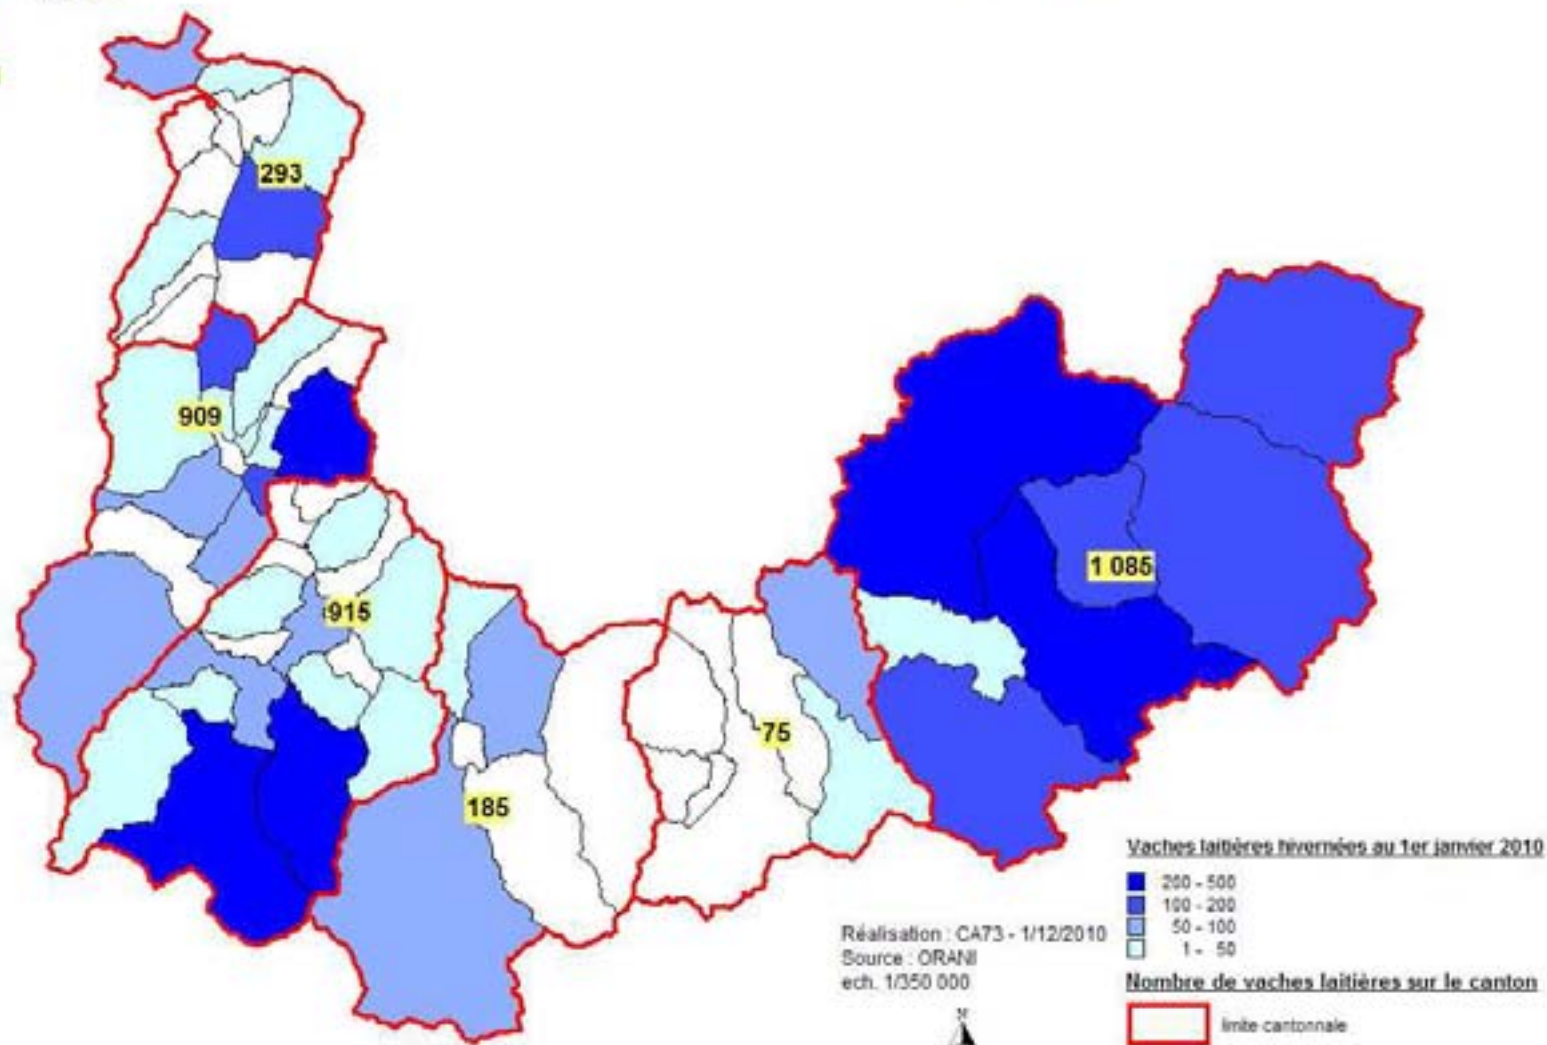 293
909
1 085
915
75
185
Vaches laitières hivernées au 1er janvier 2010
200 - 500
100 - 200
50 - 100
1 - 50
Réalisation : CA73 - 1/12/2010
Source : ORANI
ech. 1/350 000
Nombre de vaches laitières sur le canton
limite cantonnale
N